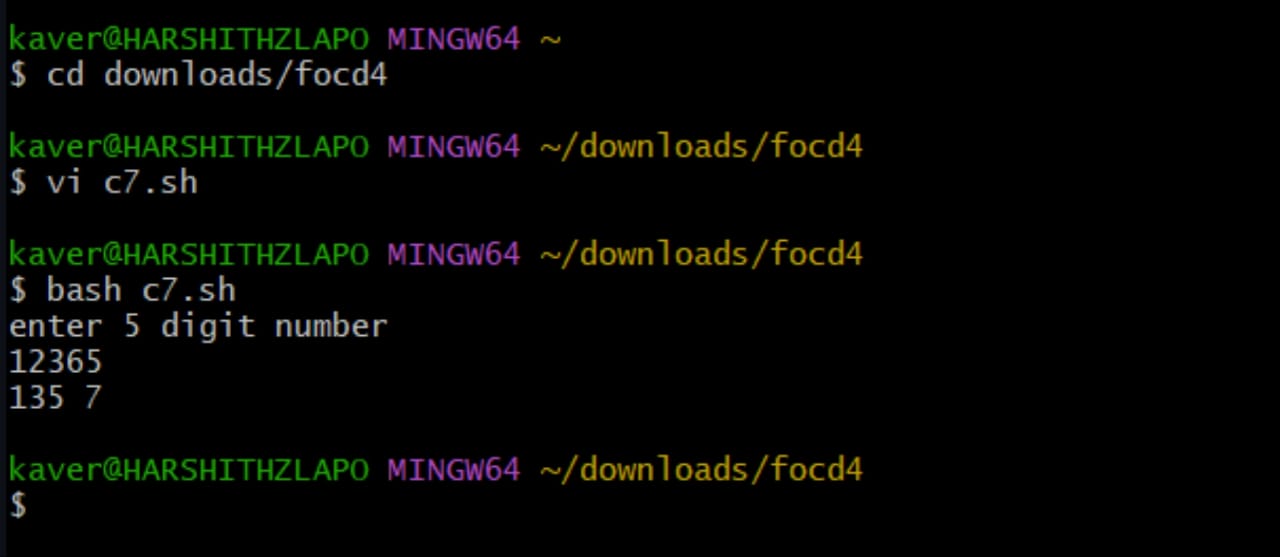 kaver@HARSHITHZLAPO MINGW64 ~
$ cd downloads/focd4
kaver@HARSHITHZLAPO MINGW64 ~/downloads/focd4
$ vi c7.sh
kaver@HARSHITHZLAPO MINGW64 ~/downloads/focd4
$ bash c7.sh
enter 5 digit number
12365
135 7
kaver@HARSHITHZLAPO MINGW64 ~/downloads/focd4
$